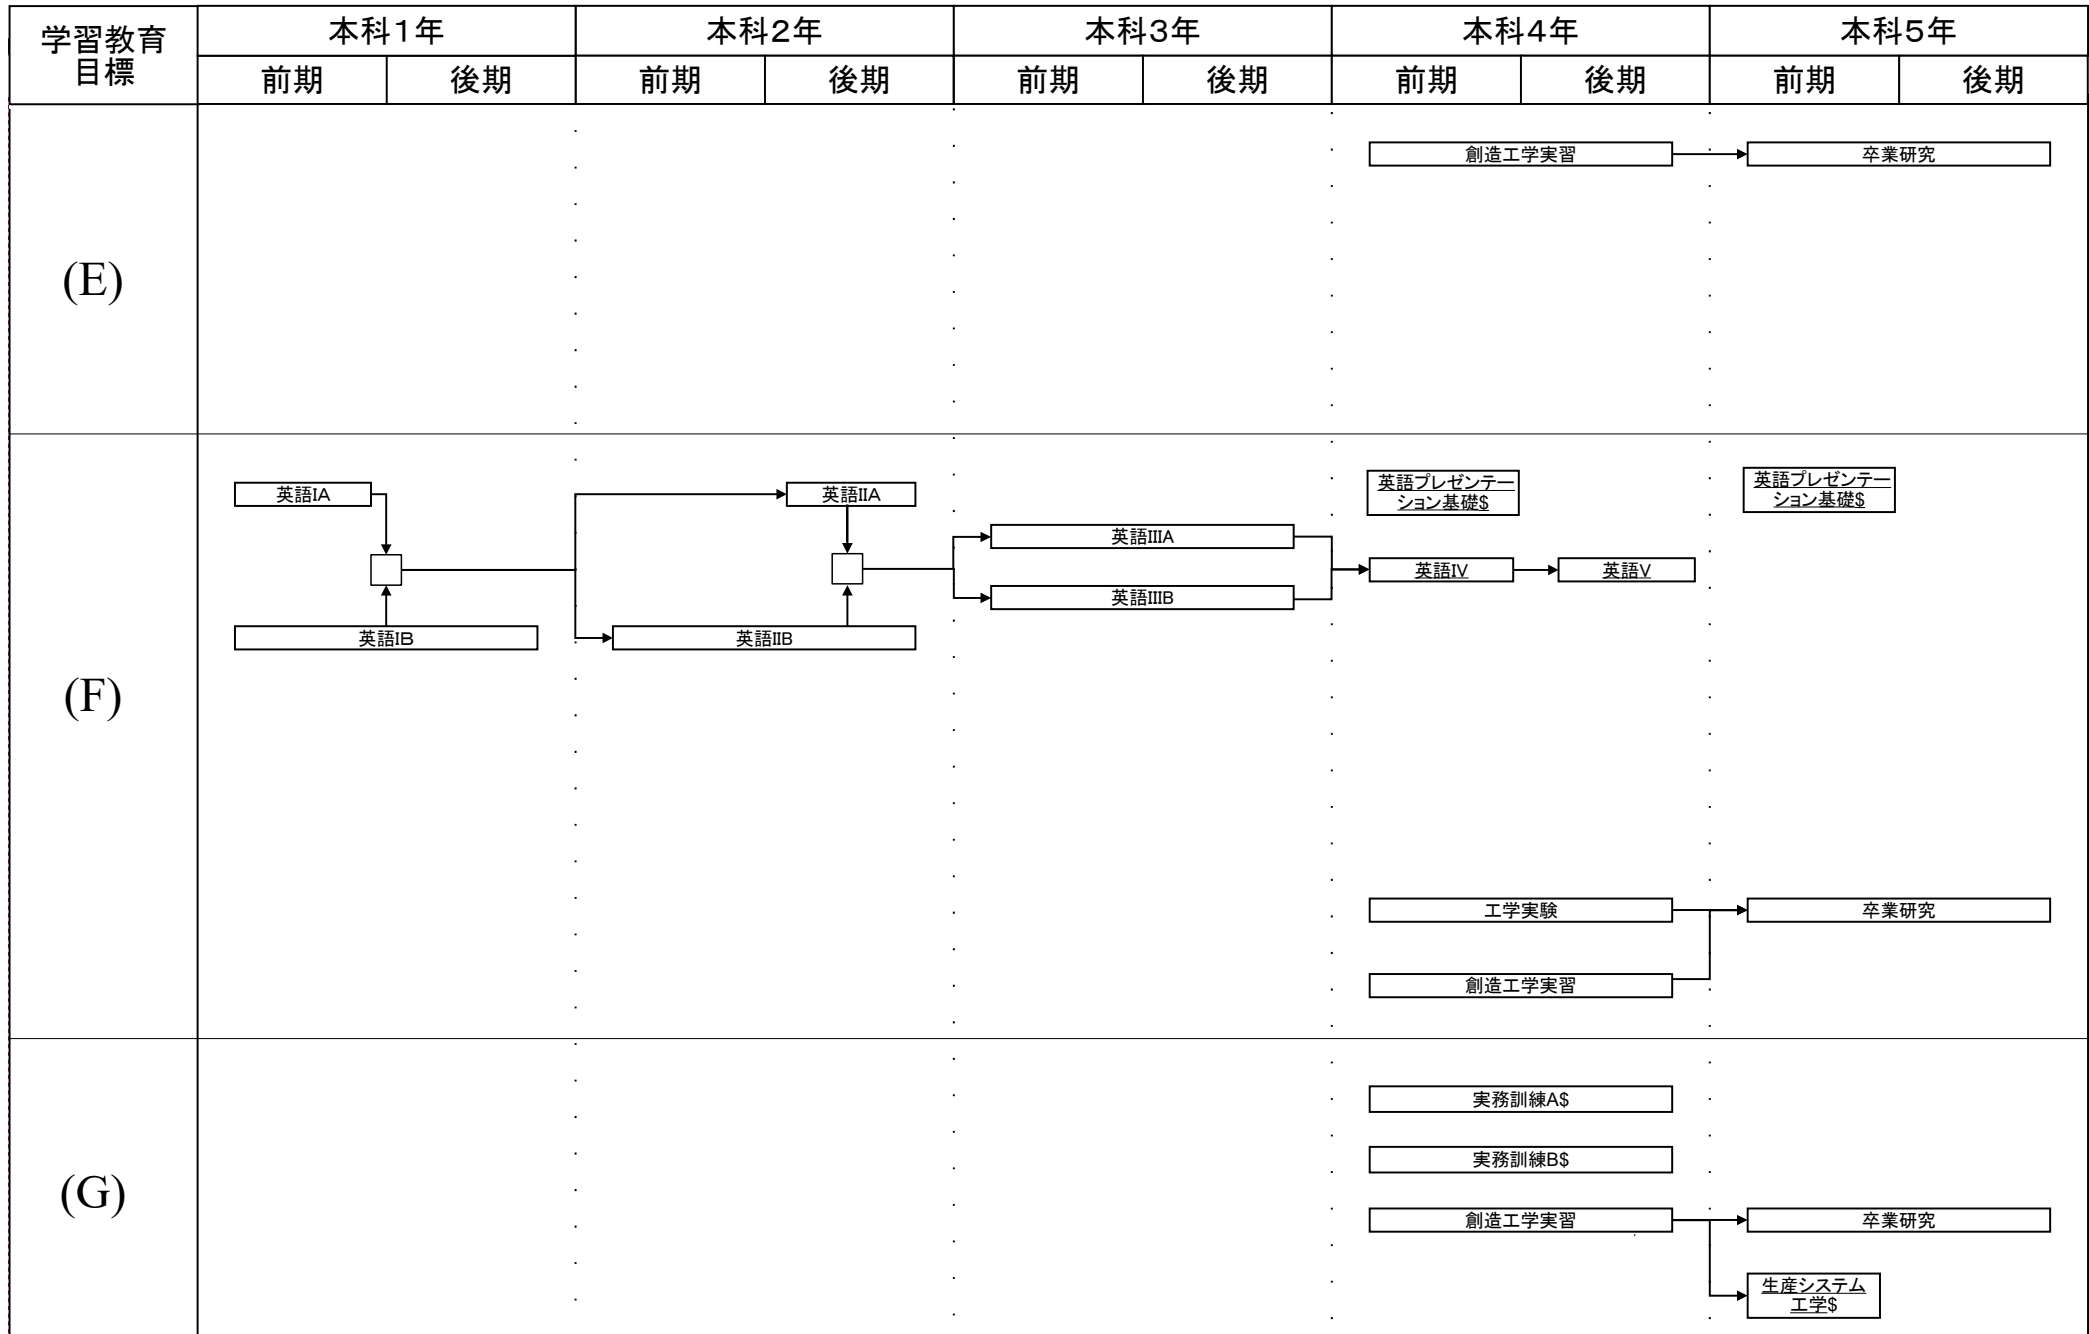 学習教育
目標
本科１年
本科２年
本科３年
本科４年
本科５年
前期
後期
前期
後期
前期
後期
前期
後期
前期
後期
(E)
創造工学実習
卒業研究
(F)
英語IA
英語IIA
英語プレゼンテー
ション基礎$
英語プレゼンテー
ション基礎$
英語IIIA
英語IV
英語V
英語IIIB
英語IB
英語IIB
工学実験
卒業研究
創造工学実習
(G)
実務訓練A$
実務訓練B$
創造工学実習
卒業研究
生産システム
工学$